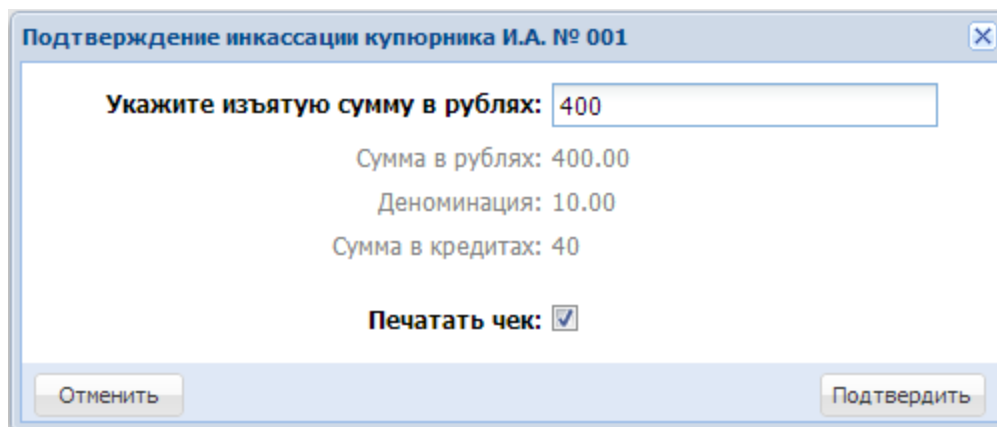 Подтверждение инкассации купюрника И.А. № 001
Укажите изъятую сумму в рублях: 400
Сумма в рублях: 400.00
Деноминация: 10.00
Сумма в кредитах: 40
Печатать чек:
Отменить Подтвердить